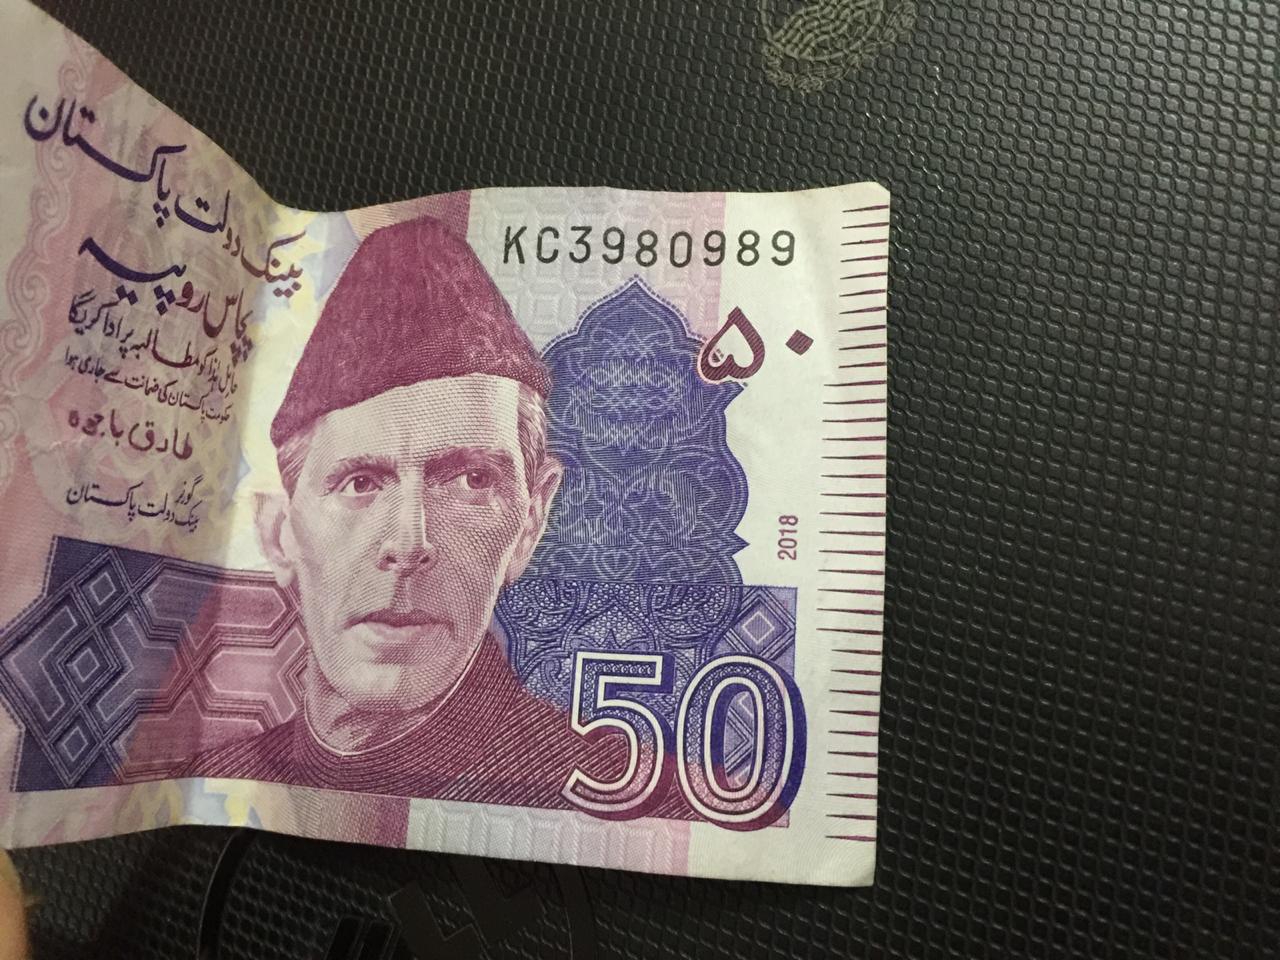 بینک دولت پاکستان
پچاس روپیہ
حامل ہٰذا کو مطالبہ پر ادا کریگا
حکومت پاکستان کی ضمانت سے جاری ہوا
طارق باجوہ
گورنر
بینک دولت پاکستان
KC3980989
۵۰
2018
50